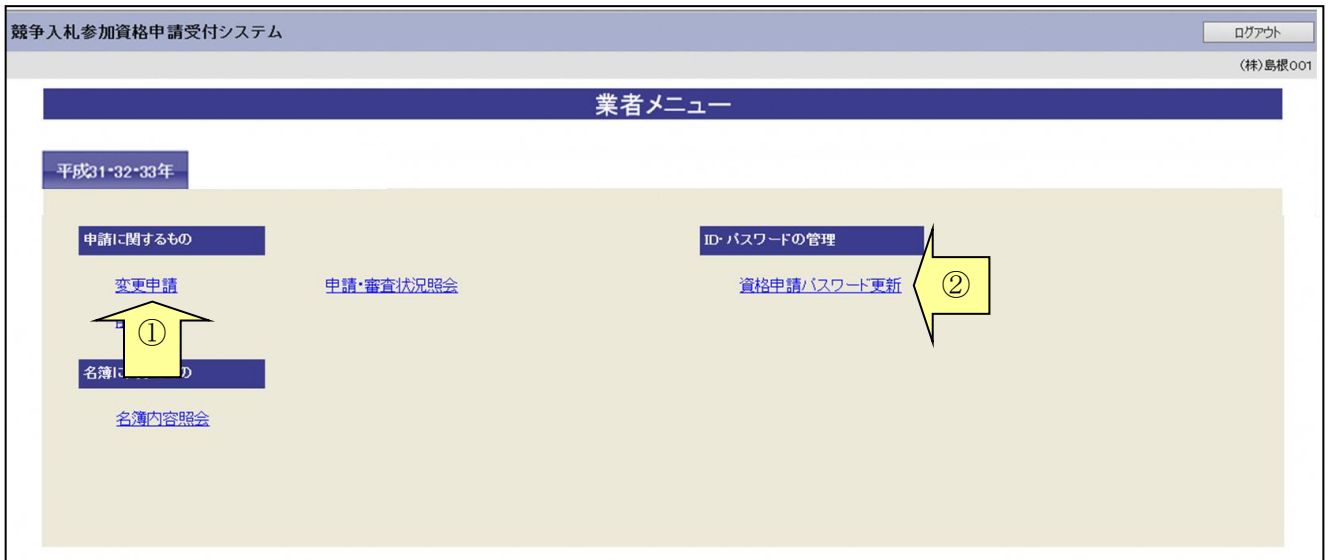 競争入札参加資格申請受付システム
ログアウト
(株)島根001
業者メニュー
平成31・32・33年
申請に関するもの
ID・パスワードの管理
変更申請
申請・審査状況照会
資格申請パスワード更新
②
①
名簿に
の
名簿内容照会